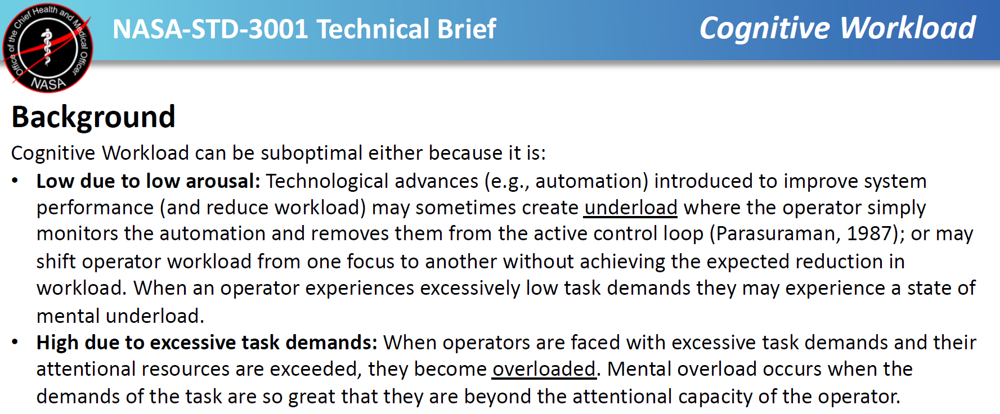 Office of the Chief Health and Medical Officer
NASA
NASA-STD-3001 Technical Brief
Cognitive Workload
Background
Cognitive Workload can be suboptimal either because it is:
• Low due to low arousal: Technological advances (e.g., automation) introduced to improve system
performance (and reduce workload) may sometimes create underload where the operator simply
monitors the automation and removes them from the active control loop (Parasuraman, 1987); or may
shift operator workload from one focus to another without achieving the expected reduction in
workload. When an operator experiences excessively low task demands they may experience a state of
mental underload.
• High due to excessive task demands: When operators are faced with excessive task demands and their
attentional resources are exceeded, they become overloaded. Mental overload occurs when the
demands of the task are so great that they are beyond the attentional capacity of the operator.